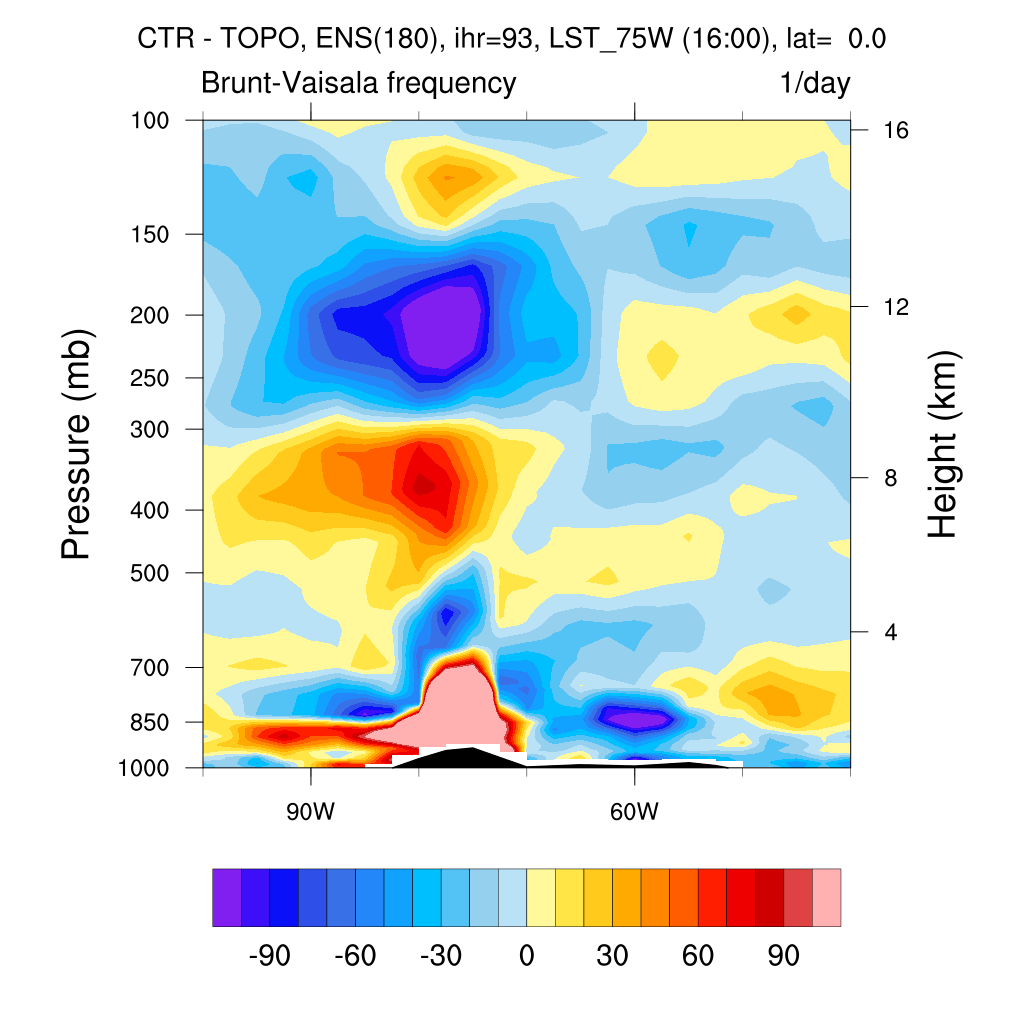 CTR - TOPO, ENS(180), ihr=93, LST_75W (16:00), lat=  0.0
Brunt-Vaisala frequency 1/day
100
150
200
250
300
400
500
700
850
1000
Pressure (mb)
16
12
8
4
Height (km)
90W 60W
-90 -60 -30 0 30 60 90